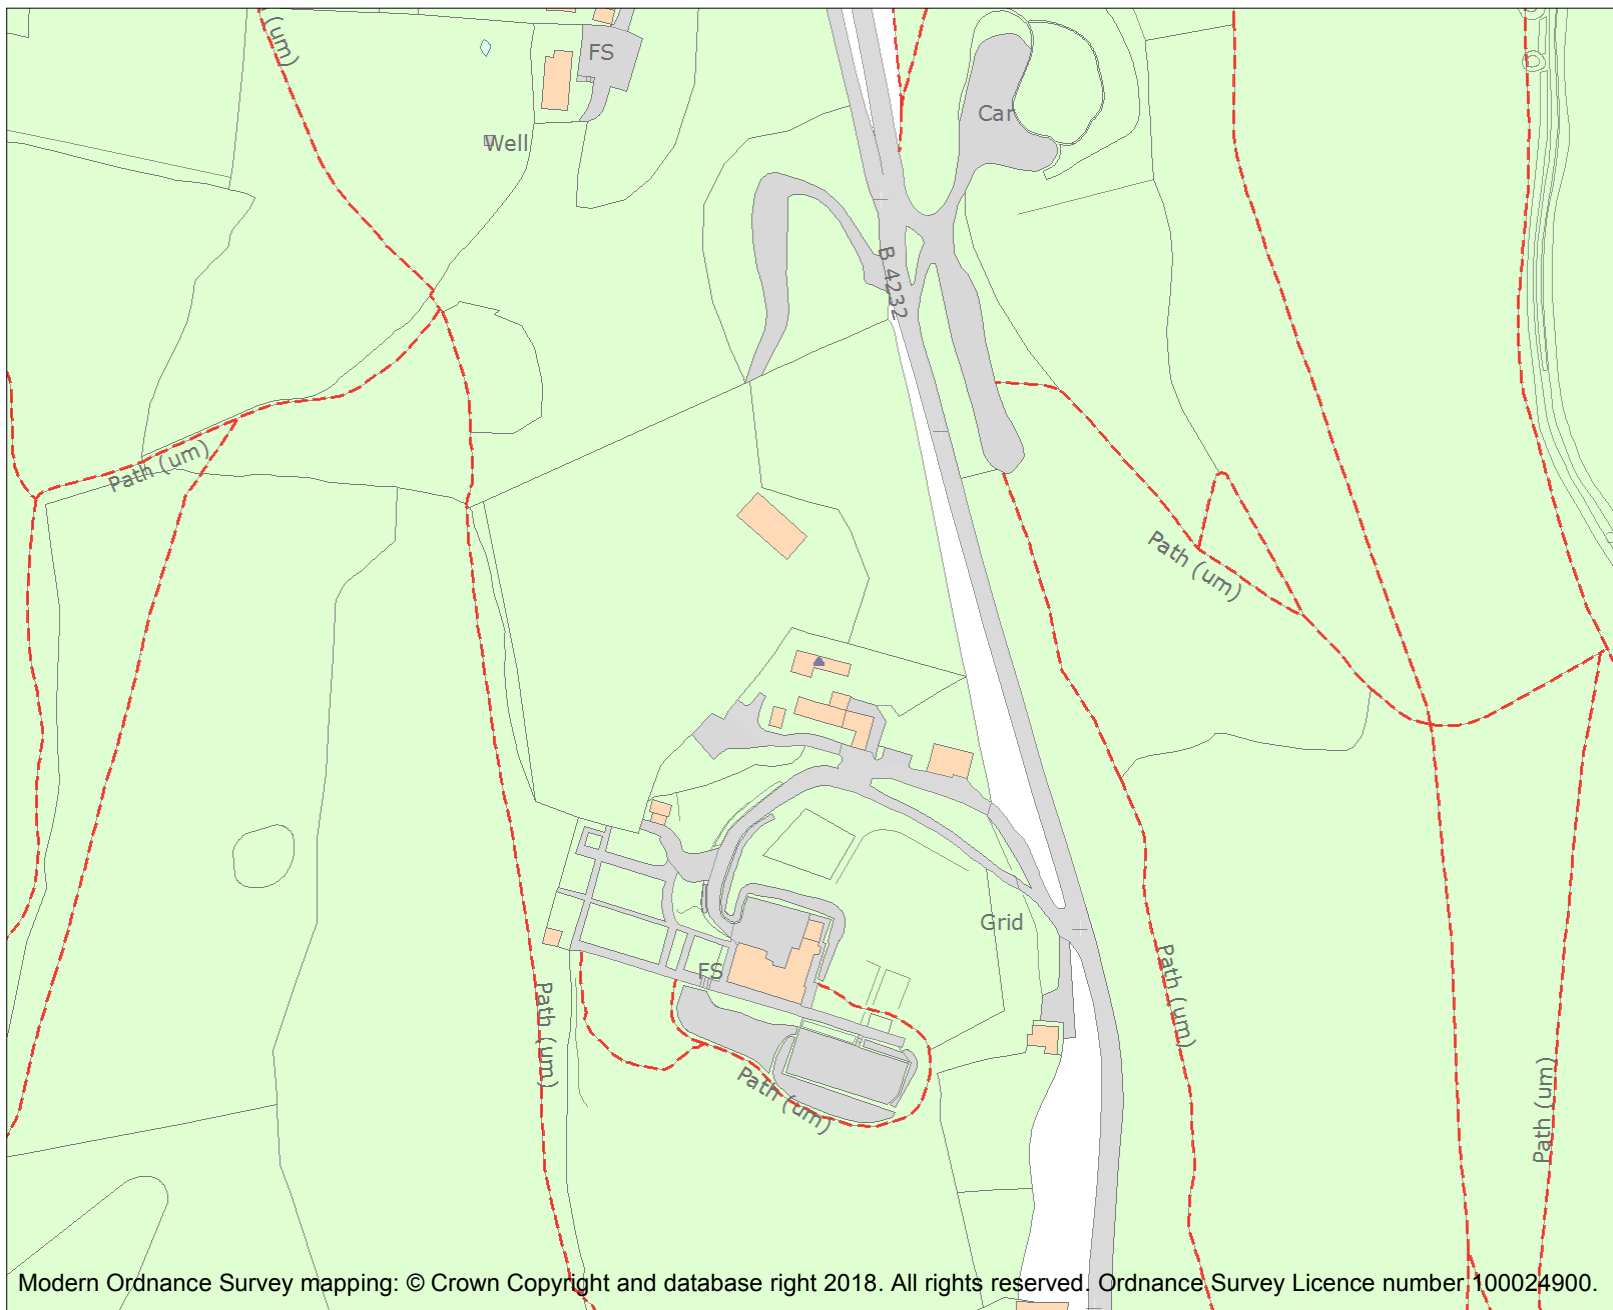 (um)
FS
Well
Car
B 4232
Path (um)
Path (um)
Grid
FS
Path (um)
Path (um)
Path (um)
Path (um)
Modern Ordnance Survey mapping: © Crown Copyright and database right 2018. All rights reserved. Ordnance Survey Licence number 100024900.